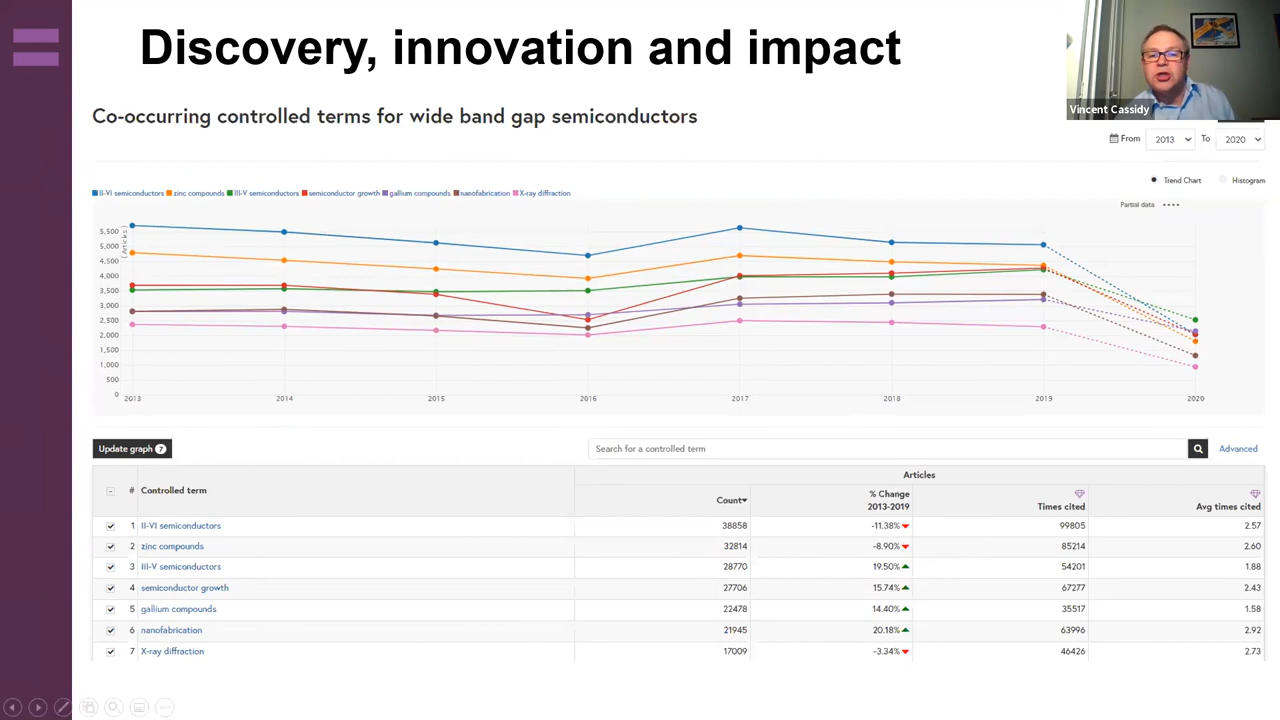 Discovery, innovation and impact
Vincent Cassidy
Co-occurring controlled terms for wide band gap semiconductors
From 2013 To 2020
Trend Chart Histogram
II-VI semiconductors zinc compounds III-V semiconductors semiconductor growth gallium compounds nanofabrication X-ray diffraction
Partial data
(Articles)
5,500
5,000
4,500
4,000
3,500
3,000
2,500
2,000
1,500
1,000
500
0
2013 2014 2015 2016 2017 2018 2019 2020
Update graph ? Search for a controlled term Advanced
Articles
# Controlled term Count % Change 2013-2019 Times cited Avg times cited
1 II-VI semiconductors 38858 -11.38% 99805 2.57
2 zinc compounds 32814 -8.90% 85214 2.60
3 III-V semiconductors 28770 19.50% 54201 1.88
4 semiconductor growth 27706 15.74% 67277 2.43
5 gallium compounds 22478 14.40% 35517 1.58
6 nanofabrication 21945 20.18% 63996 2.92
7 X-ray diffraction 17009 -3.34% 46426 2.73